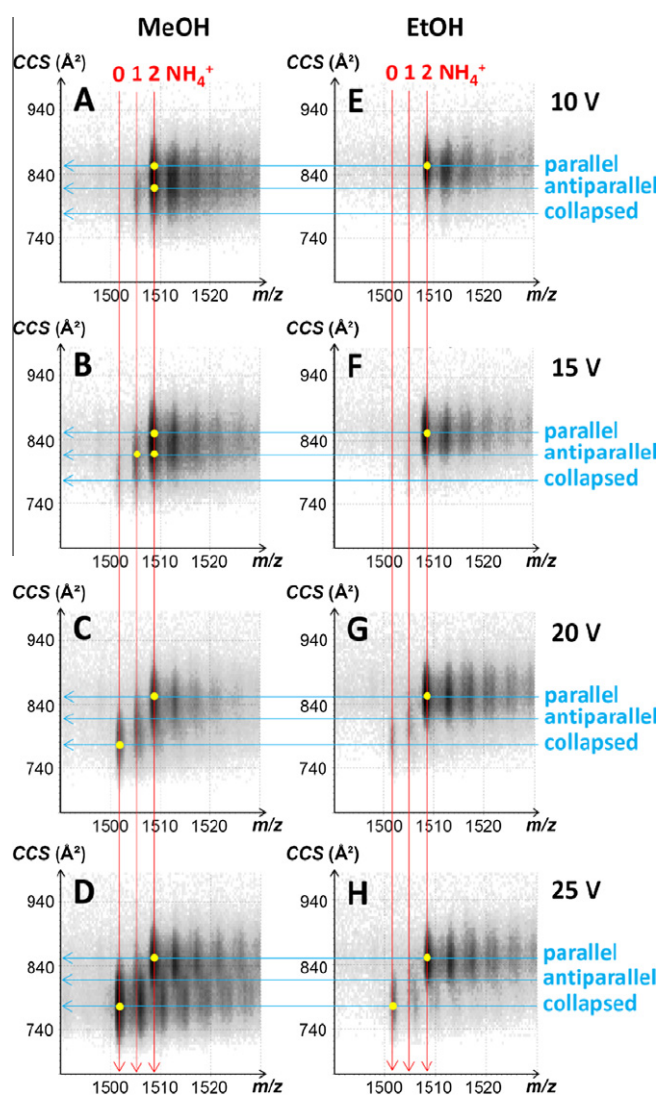 MeOH EtOH
CCS (Å²) 0 1 2 NH₄⁺ CCS (Å²) 0 1 2 NH₄⁺
A E 10 V
940 940
parallel
840 840
antiparallel
collapsed
740 740
1500 1510 1520 m/z 1500 1510 1520 m/z
CCS (Å²) CCS (Å²)
B F 15 V
940 940
parallel
840 840
antiparallel
collapsed
740 740
1500 1510 1520 m/z 1500 1510 1520 m/z
CCS (Å²) CCS (Å²)
C G 20 V
940 940
parallel
840 840
antiparallel
collapsed
740 740
1500 1510 1520 m/z 1500 1510 1520 m/z
CCS (Å²) CCS (Å²)
D H 25 V
940 940
parallel
840 840
antiparallel
collapsed
740 740
1500 1510 1520 m/z 1500 1510 1520 m/z